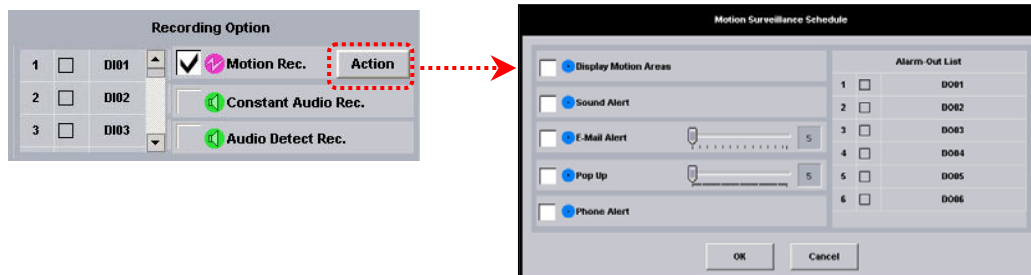 Recording Option
1 DI01
2 DI02
3 DI03
Motion Rec. Action
Constant Audio Rec.
Audio Detect Rec.
Motion Surveillance Schedule
Display Motion Areas
Sound Alert
E-Mail Alert 5
Pop Up 5
Phone Alert
Alarm-Out List
1 DO01
2 DO02
3 DO03
4 DO04
5 DO05
6 DO06
OK Cancel